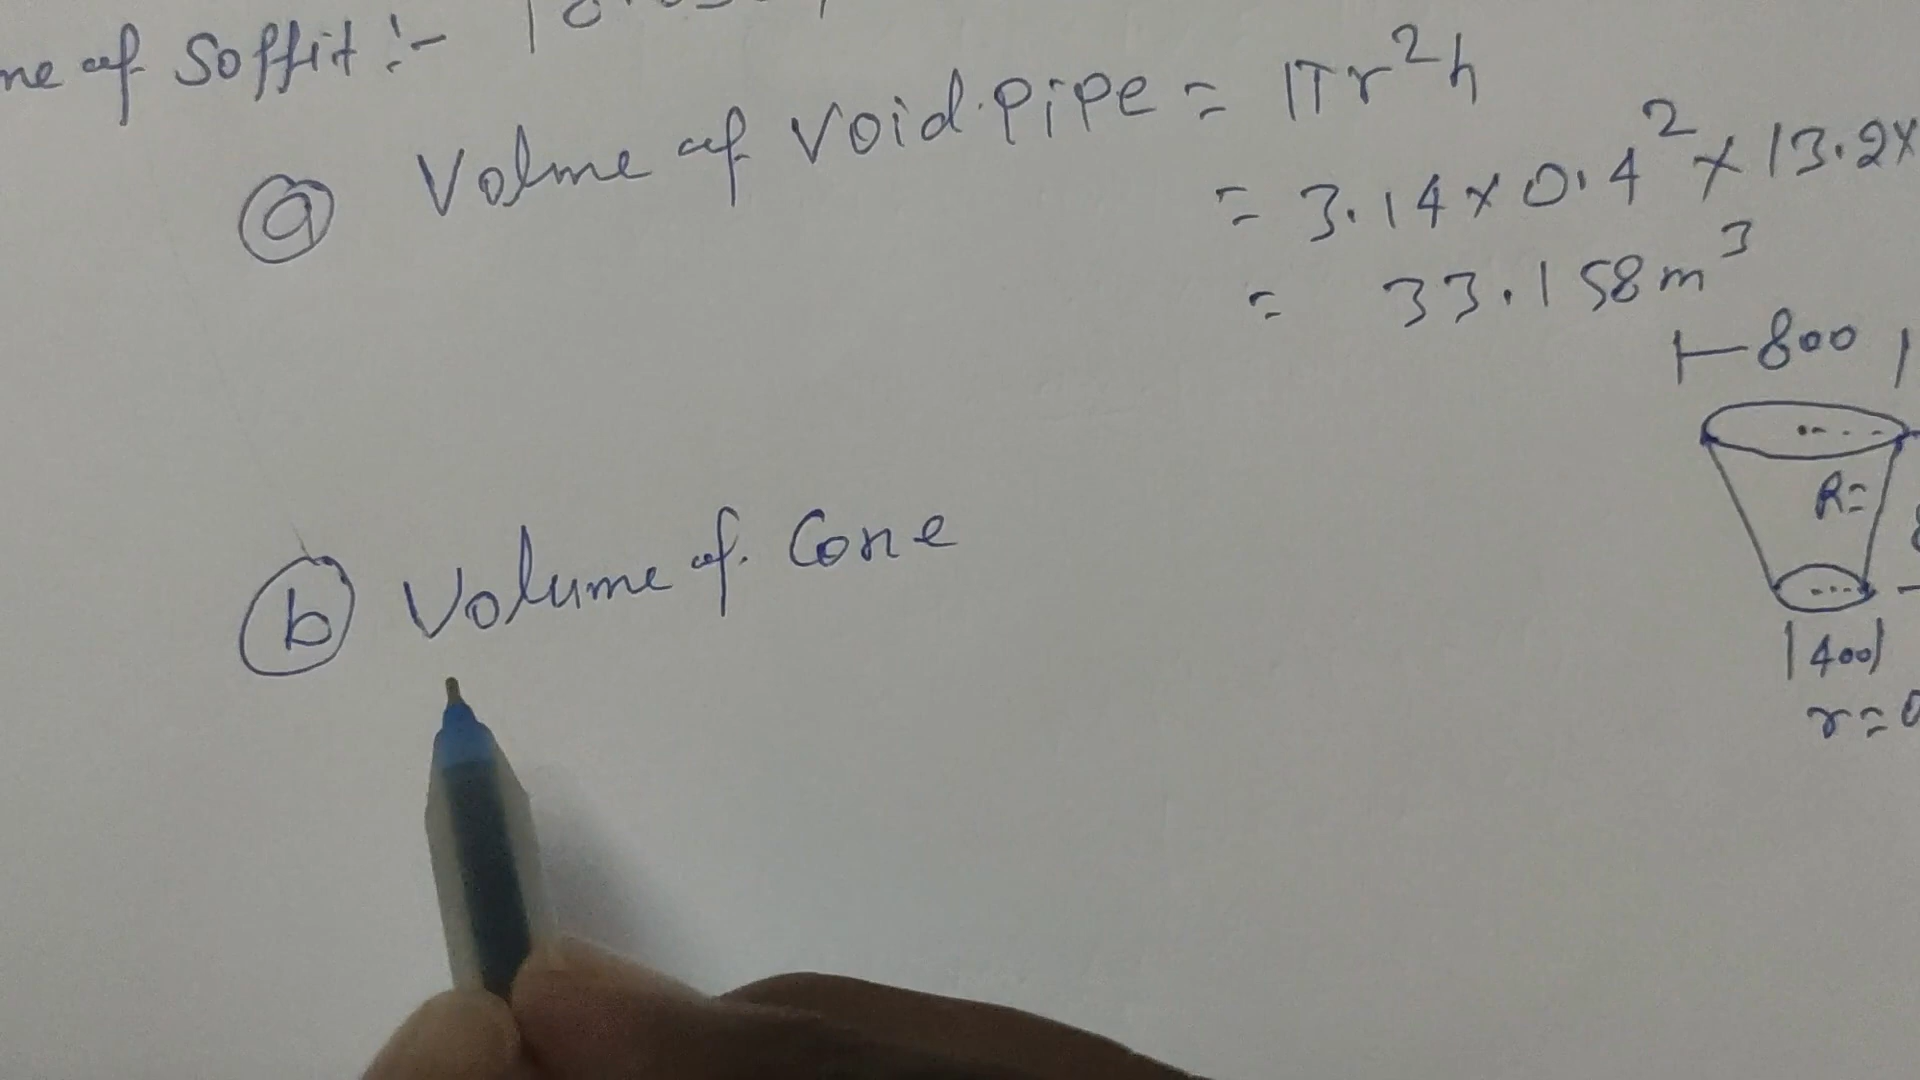 ne of Soffit :-
ⓐ Volme of void pipe = πr²h
= 3.14 x 0.4² x 13.2 x
= 33.158 m³
800
R=
ⓑ Volume of Cone
400
r=0